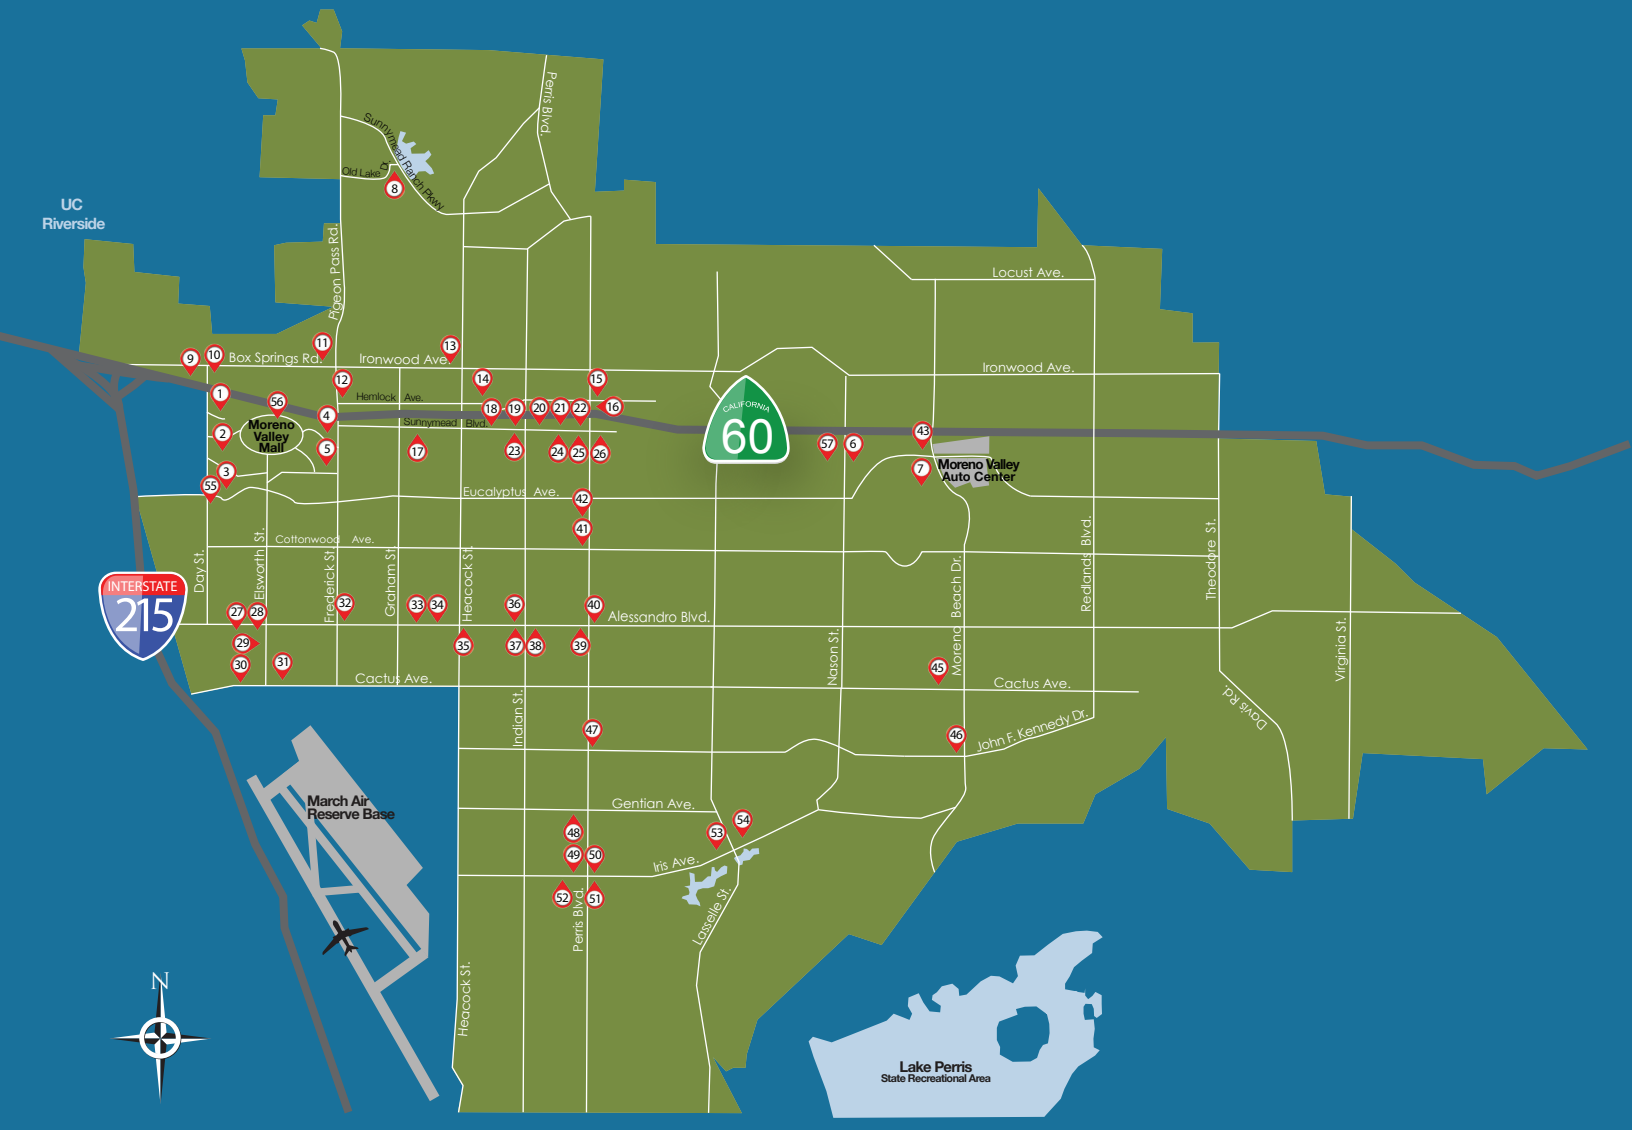 Perris Blvd.
Sunnymead Ranch Pkwy
Old Lake D.
8
UC
Riverside
Pigeon Pass Rd.
Locust Ave.
9
10
Box Springs Rd.
11
Ironwood Ave.
13
Ironwood Ave.
1
56
12
14
15
Hemlock Ave.
4
18
19
20
21
22
16
CALIFORNIA
60
Moreno
Valley
Mall
2
5
Sunnymead Blvd.
17
23
24
25
26
57
6
43
7
Moreno Valley
Auto Center
3
55
Eucalyptus Ave.
42
41
Cottonwood Ave.
Day St.
Elsworth St.
Frederick St.
Graham St.
Heacock St.
Redlands Blvd.
Theodore St.
INTERSTATE
215
27
28
32
33
34
36
40
Alessandro Blvd.
29
30
31
35
37
38
39
Nason St.
Moreno Beach Dr.
45
Virginia St.
Cactus Ave.
Cactus Ave.
Davis Rd.
Indian St.
47
46
John F. Kennedy Dr.
March Air
Reserve Base
Gentian Ave.
48
53
54
49
50
Iris Ave.
52
51
Perris Blvd.
Lasselle St.
Heacock St.
N
Lake Perris
State Recreational Area